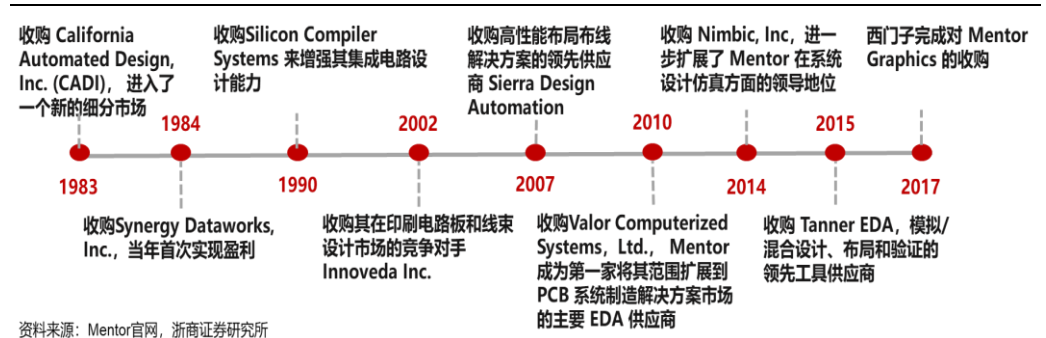 收购 California
Automated Design,
Inc. (CADI)， 进入了
一个新的细分市场
收购Silicon Compiler
Systems 来增强其集成电路设
计能力
收购高性能布局布线
解决方案的领先供应
商 Sierra Design
Automation
收购 Nimbic, Inc，进一
步扩展了 Mentor 在系统
设计仿真方面的领导地位
西门子完成对 Mentor
Graphics 的收购
1984
2002
2010
2015
1983
1990
2007
2014
2017
收购Synergy Dataworks,
Inc.，当年首次实现盈利
收购其在印刷电路板和线束
设计市场的竞争对手
Innoveda Inc.
收购Valor Computerized
Systems，Ltd.， Mentor
成为第一家将其范围扩展到
PCB 系统制造解决方案市场
的主要 EDA 供应商
收购 Tanner EDA，模拟/
混合设计、布局和验证的
领先工具供应商
资料来源：Mentor官网，浙商证券研究所